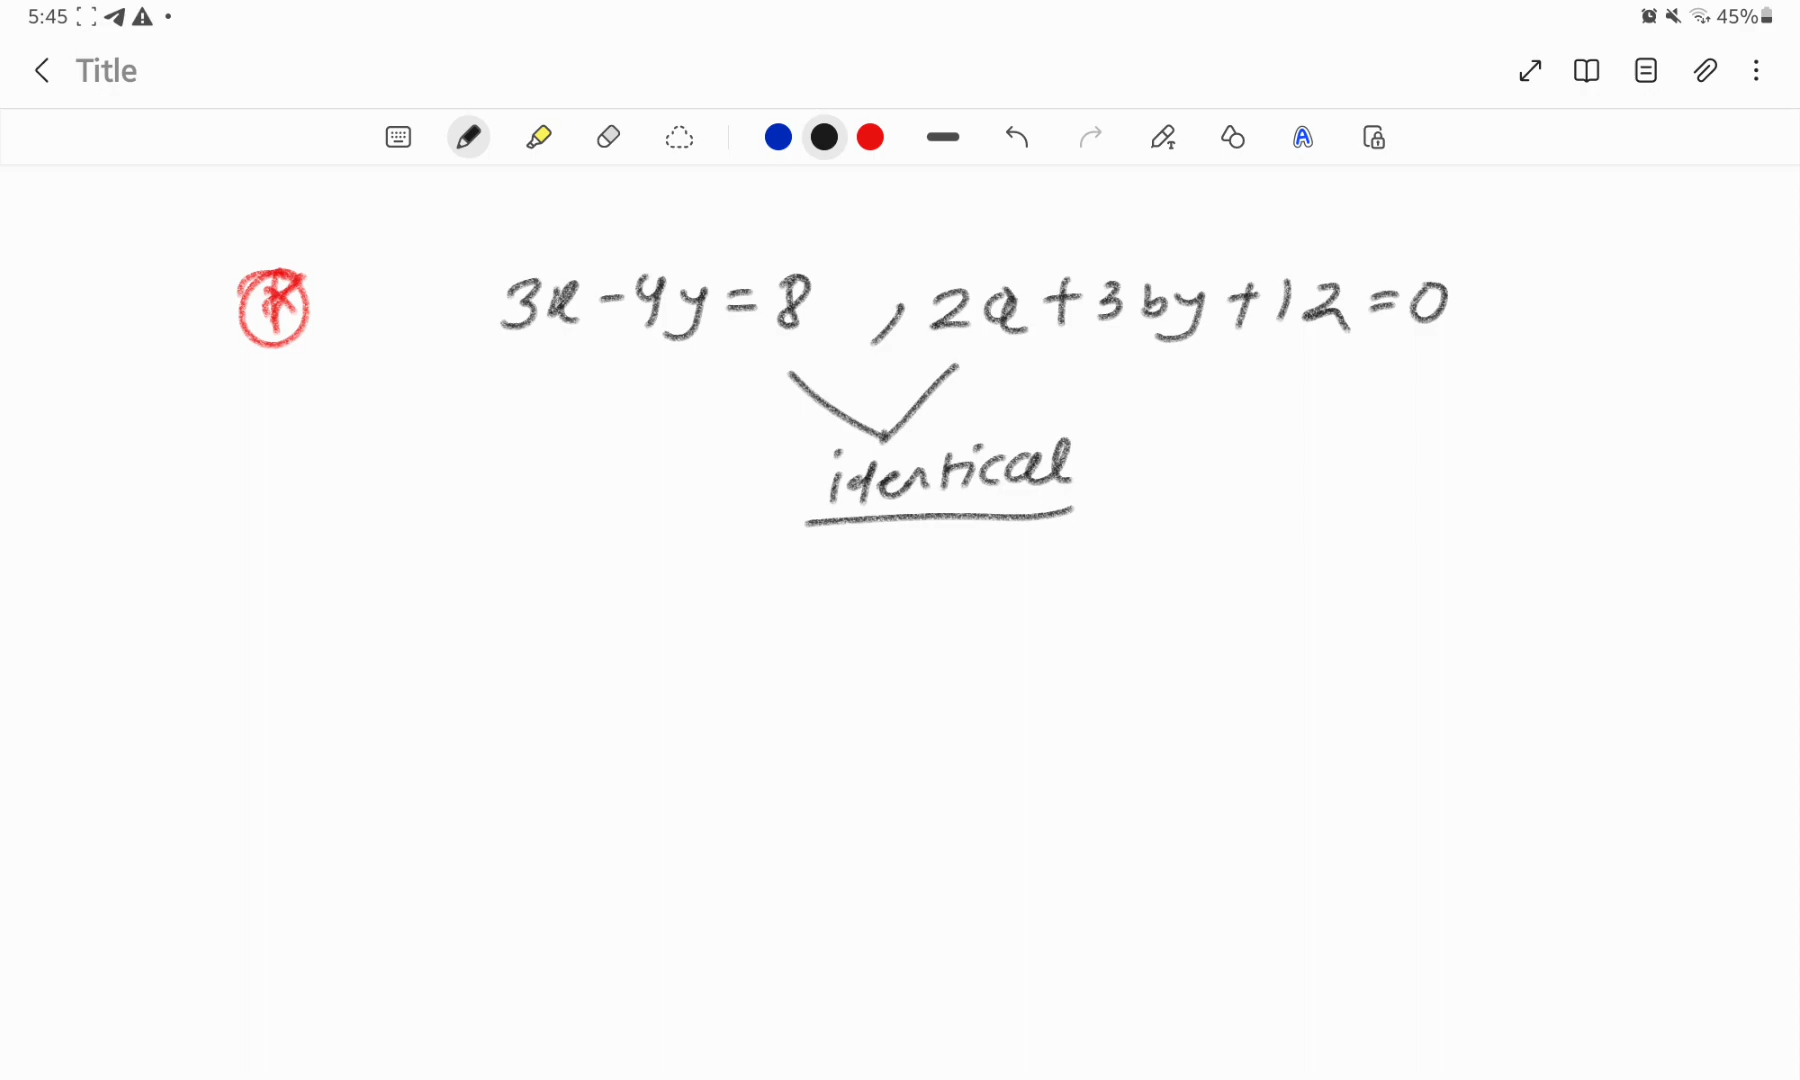 5:45 45%
Title
A
3x-4y=8 , 2a+3by+12=0
identical